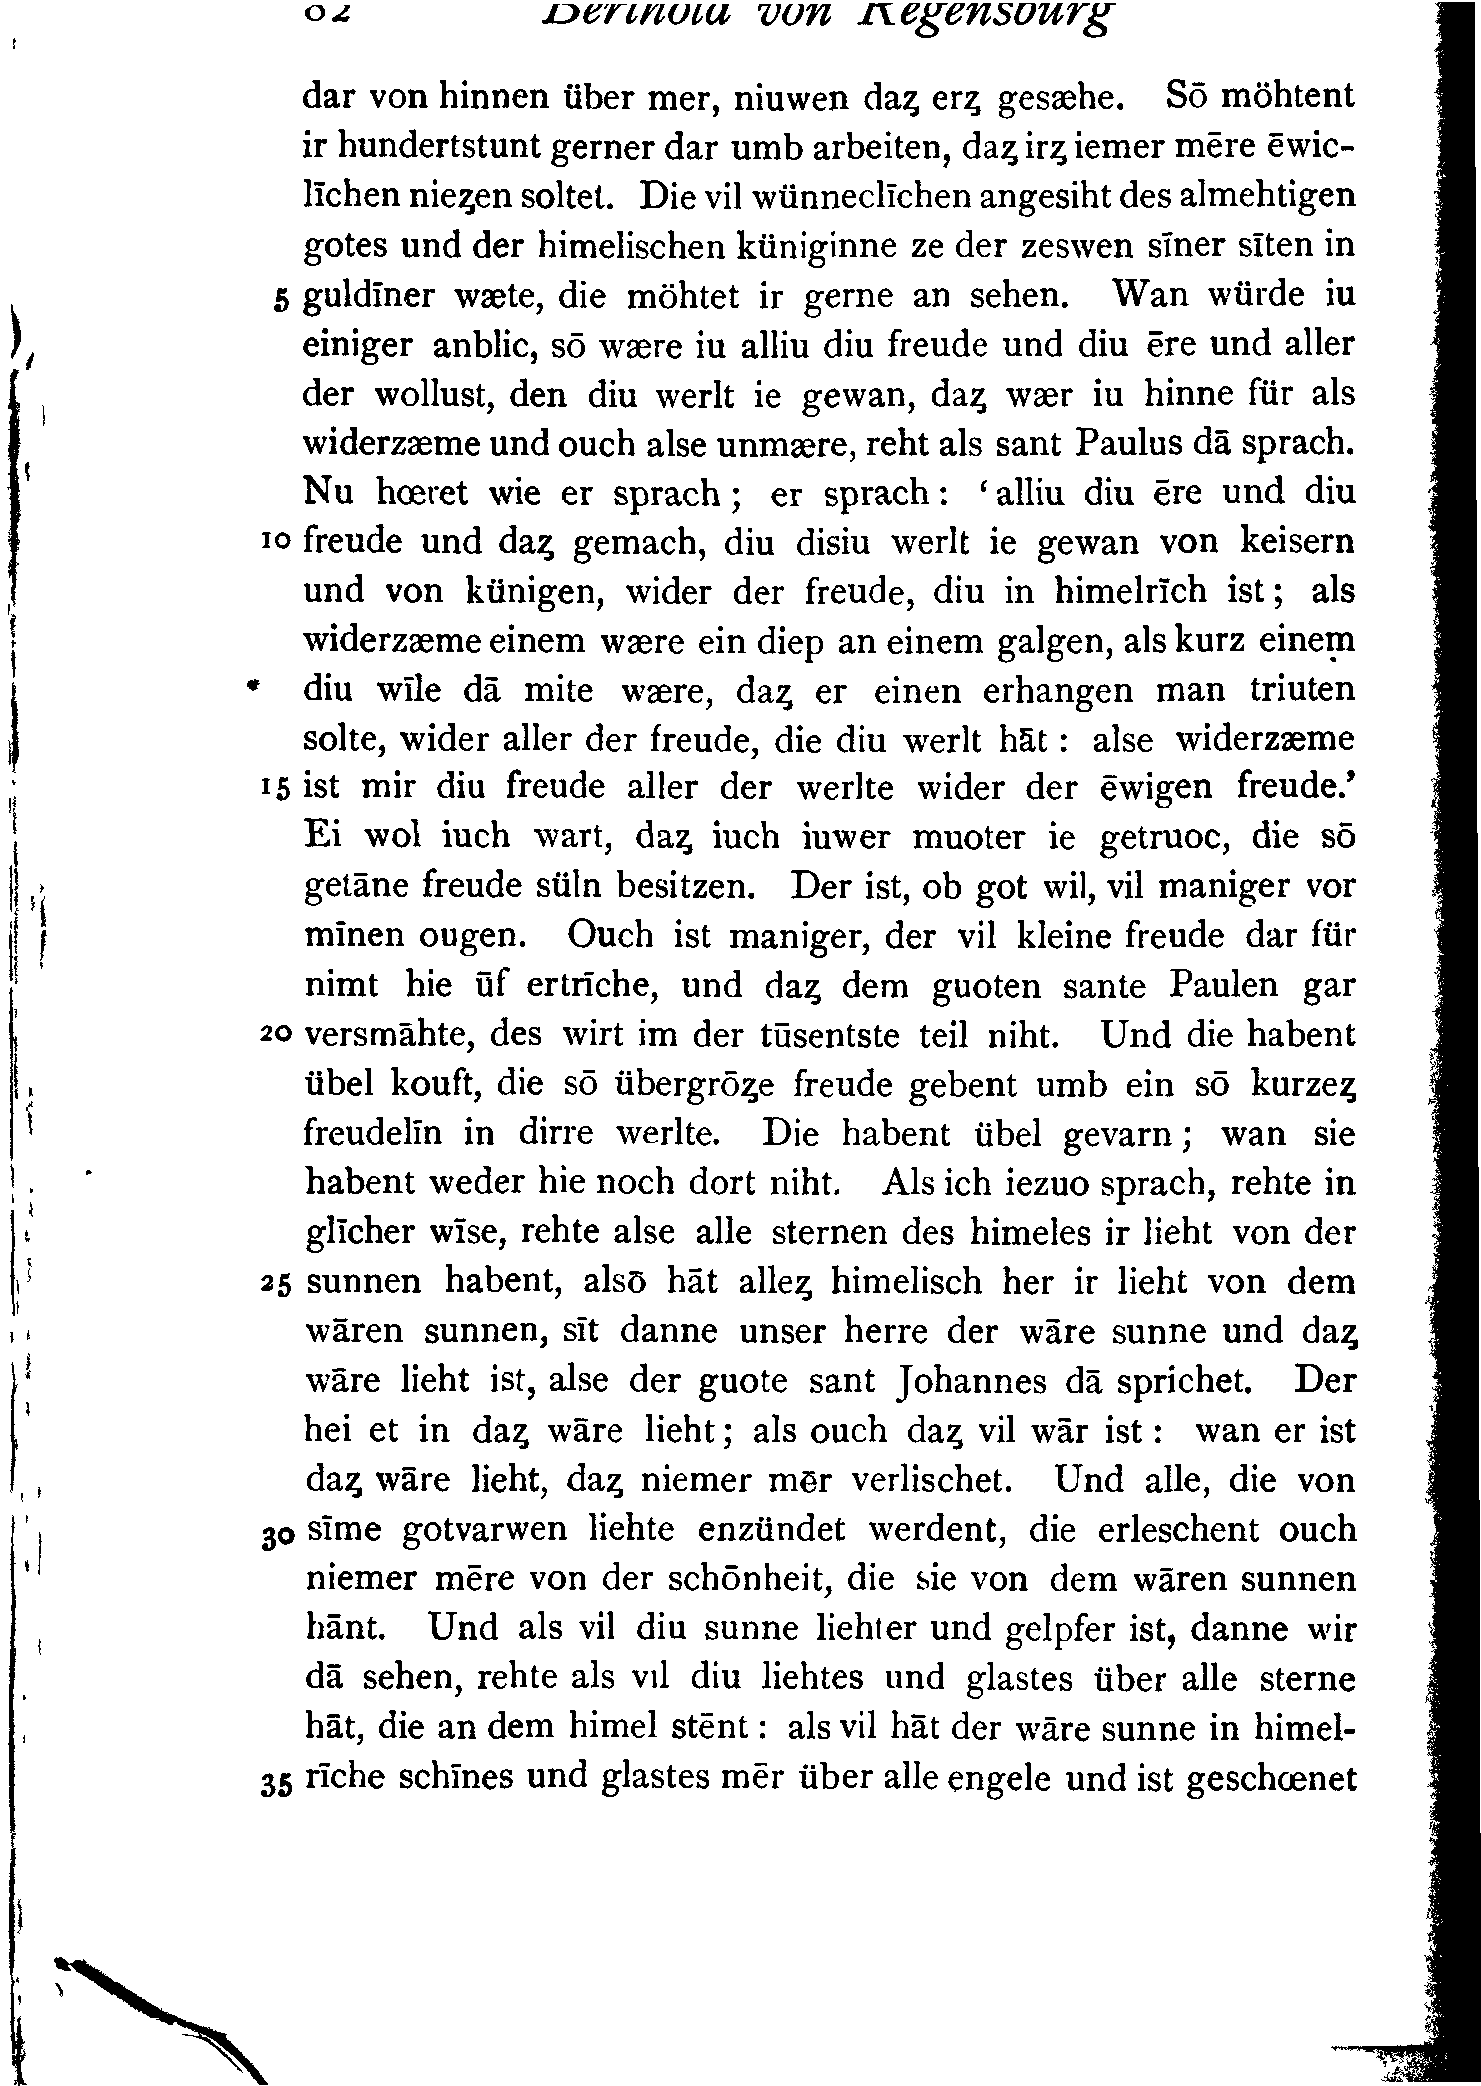 82 Berthold von Regensburg
dar von hinnen über mer, niuwen daȥ erȥ gesæhe. Sō möhtent
ir hundertstunt gerner dar umb arbeiten, daȥ irȥ iemer mēre ēwic-
līchen nieȥen soltet. Die vil wünneclīchen angesiht des almehtigen
gotes und der himelischen küniginne ze der zeswen sīner sīten in
5 guldīner wæte, die möhtet ir gerne an sehen. Wan würde iu
einiger anblic, sō wære iu alliu diu freude und diu ēre und aller
der wollust, den diu werlt ie gewan, daȥ wær iu hinne für als
widerzæme und ouch alse unmære, reht als sant Paulus dā sprach.
Nu hœret wie er sprach; er sprach: ‘alliu diu ēre und diu
10 freude und daȥ gemach, diu disiu werlt ie gewan von keisern
und von künigen, wider der freude, diu in himelrīch ist; als
widerzæme einem wære ein diep an einem galgen, als kurz einem
diu wīle dā mite wære, daȥ er einen erhangen man triuten
solte, wider aller der freude, die diu werlt hāt: alse widerzæme
15 ist mir diu freude aller der werlte wider der ēwigen freude.’
Ei wol iuch wart, daȥ iuch iuwer muoter ie getruoc, die sō
getāne freude süln besitzen. Der ist, ob got wil, vil maniger vor
mīnen ougen. Ouch ist maniger, der vil kleine freude dar für
nimt hie ūf ertrīche, und daȥ dem guoten sante Paulen gar
20 versmāhte, des wirt im der tūsentste teil niht. Und die habent
übel kouft, die sō übergrōȥe freude gebent umb ein sō kurzeȥ
freudelīn in dirre werlte. Die habent übel gevarn; wan sie
habent weder hie noch dort niht. Als ich iezuo sprach, rehte in
glīcher wīse, rehte alse alle sternen des himeles ir lieht von der
25 sunnen habent, alsō hāt alleȥ himelisch her ir lieht von dem
wāren sunnen, sīt danne unser herre der wāre sunne und daȥ
wāre lieht ist, alse der guote sant Johannes dā sprichet. Der
hei et in daȥ wāre lieht; als ouch daȥ vil wār ist: wan er ist
daȥ wāre lieht, daȥ niemer mēr verlischet. Und alle, die von
30 sīme gotvarwen liehte enzündet werdent, die erleschent ouch
niemer mēre von der schōnheit, die sie von dem wāren sunnen
hānt. Und als vil diu sunne liehter und gelpfer ist, danne wir
dā sehen, rehte als vil diu liehtes und glastes über alle sterne
hāt, die an dem himel stēnt: als vil hāt der wāre sunne in himel-
35 rīche schīnes und glastes mēr über alle engele und ist geschœnet